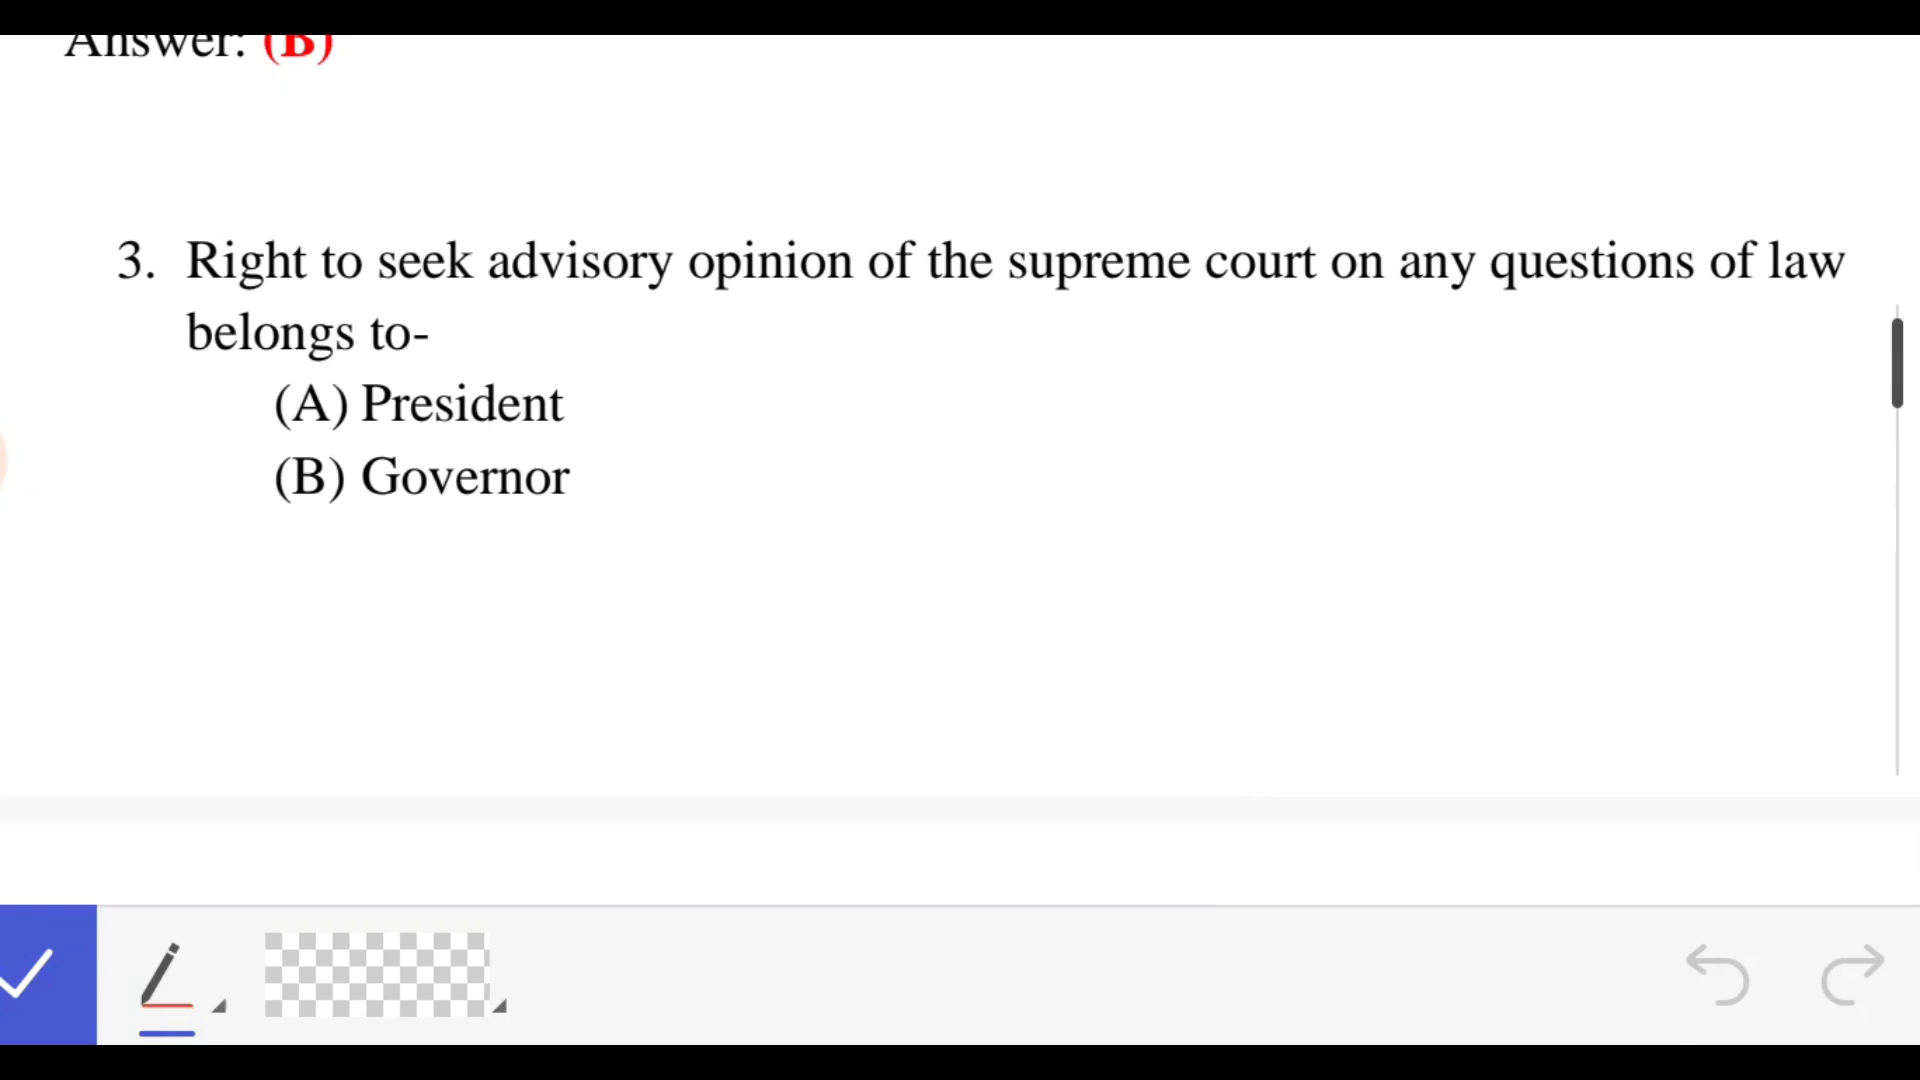 Answer: (B)
3. Right to seek advisory opinion of the supreme court on any questions of law
belongs to-
(A) President
(B) Governor